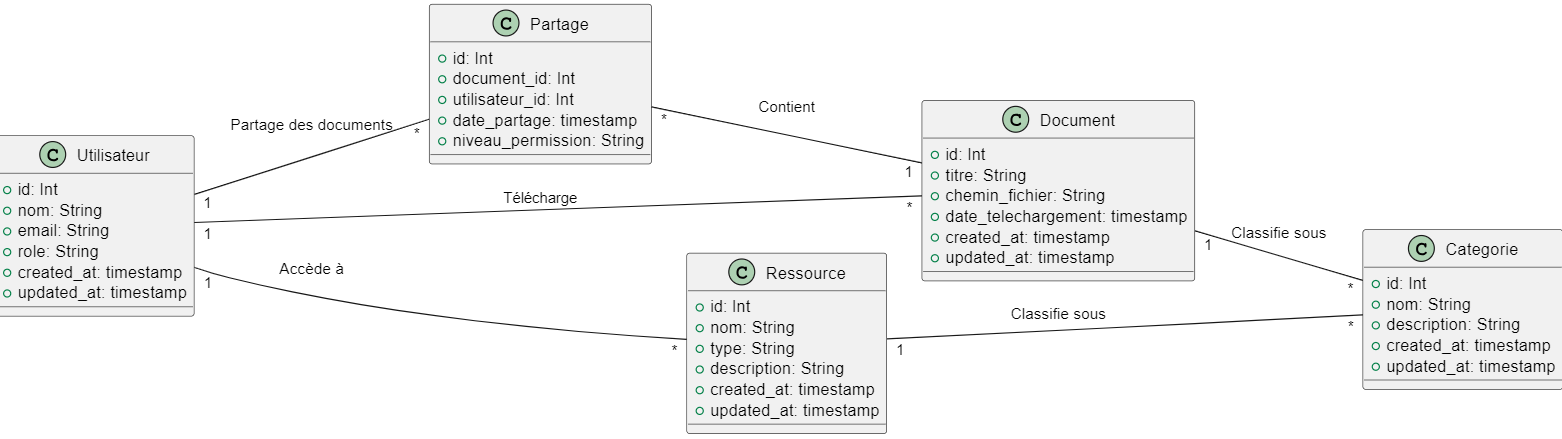 C Partage
id: Int
document_id: Int
utilisateur_id: Int
date_partage: timestamp
niveau_permission: String
Partage des documents
*
1
*
Contient
1
C Utilisateur
id: Int
nom: String
email: String
role: String
created_at: timestamp
updated_at: timestamp
1
Télécharge
*
1
Accède à
*
C Document
id: Int
titre: String
chemin_fichier: String
date_telechargement: timestamp
created_at: timestamp
updated_at: timestamp
1
Classifie sous
*
C Ressource
id: Int
nom: String
type: String
description: String
created_at: timestamp
updated_at: timestamp
1
Classifie sous
*
C Categorie
id: Int
nom: String
description: String
created_at: timestamp
updated_at: timestamp